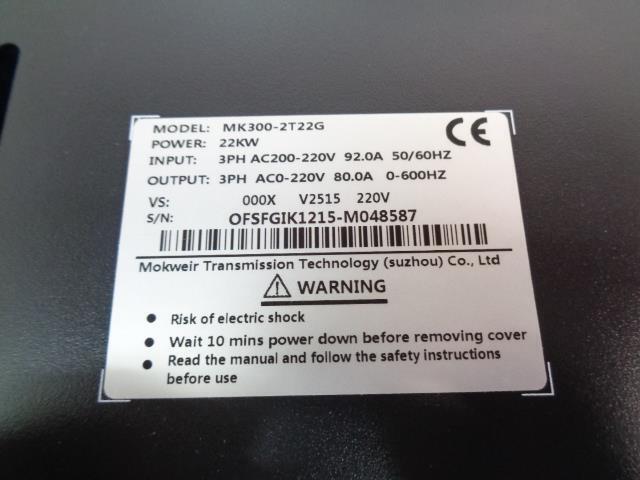 MODEL: MK300-2T22G
POWER: 22KW
INPUT: 3PH AC200-220V 92.0A 50/60HZ
OUTPUT: 3PH AC0-220V 80.0A 0-600HZ
VS: 000X V2515 220V
S/N: OFSFGIK1215-M048587
CE
Mokweir Transmission Technology (suzhou) Co., Ltd
WARNING
• Risk of electric shock
• Wait 10 mins power down before removing cover
• Read the manual and follow the safety instructions
before use